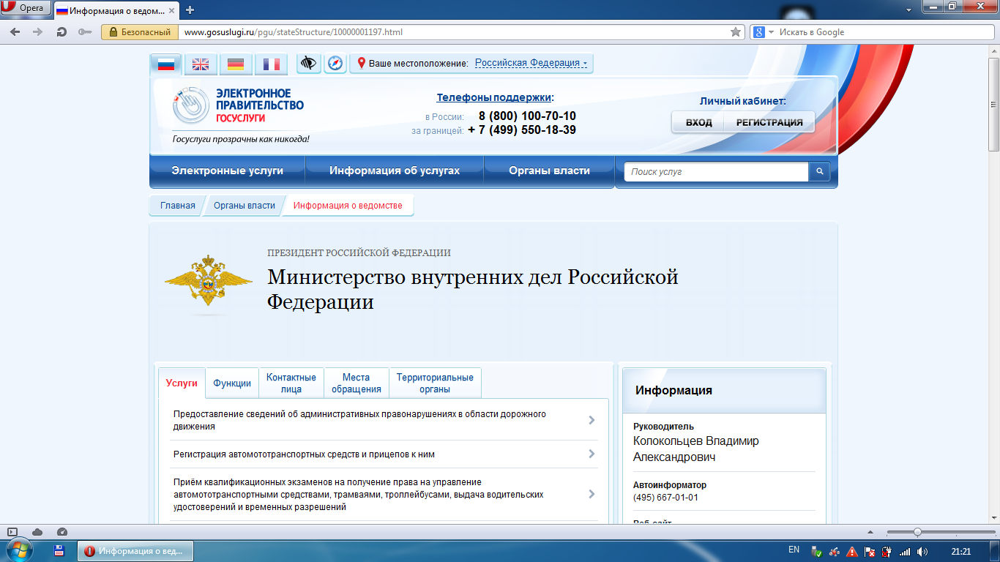 Opera
Информация о ведом...
Безопасный
www.gosuslugi.ru/pgu/stateStructure/10000001197.html
Искать в Google
Ваше местоположение: Российская Федерация
ЭЛЕКТРОННОЕ
ПРАВИТЕЛЬСТВО
ГОСУСЛУГИ
Госуслуги прозрачны как никогда!
Телефоны поддержки:
в России: 8 (800) 100-70-10
за границей: + 7 (499) 550-18-39
Личный кабинет:
ВХОД РЕГИСТРАЦИЯ
Электронные услуги Информация об услугах Органы власти Поиск услуг
Главная Органы власти Информация о ведомстве
ПРЕЗИДЕНТ РОССИЙСКОЙ ФЕДЕРАЦИИ
Министерство внутренних дел Российской
Федерации
Услуги
Функции
Контактные
лица
Места
обращения
Территориальные
органы
Предоставление сведений об административных правонарушениях в области дорожного
движения
Регистрация автомототранспортных средств и прицепов к ним
Приём квалификационных экзаменов на получение права на управление
автомототранспортными средствами, трамваями, троллейбусами, выдача водительских
удостоверений и временных разрешений
Информация
Руководитель
Колокольцев Владимир
Александрович
Автоинформатор
(495) 667-01-01
Веб-сайт
Информация о вед...
EN
21:21